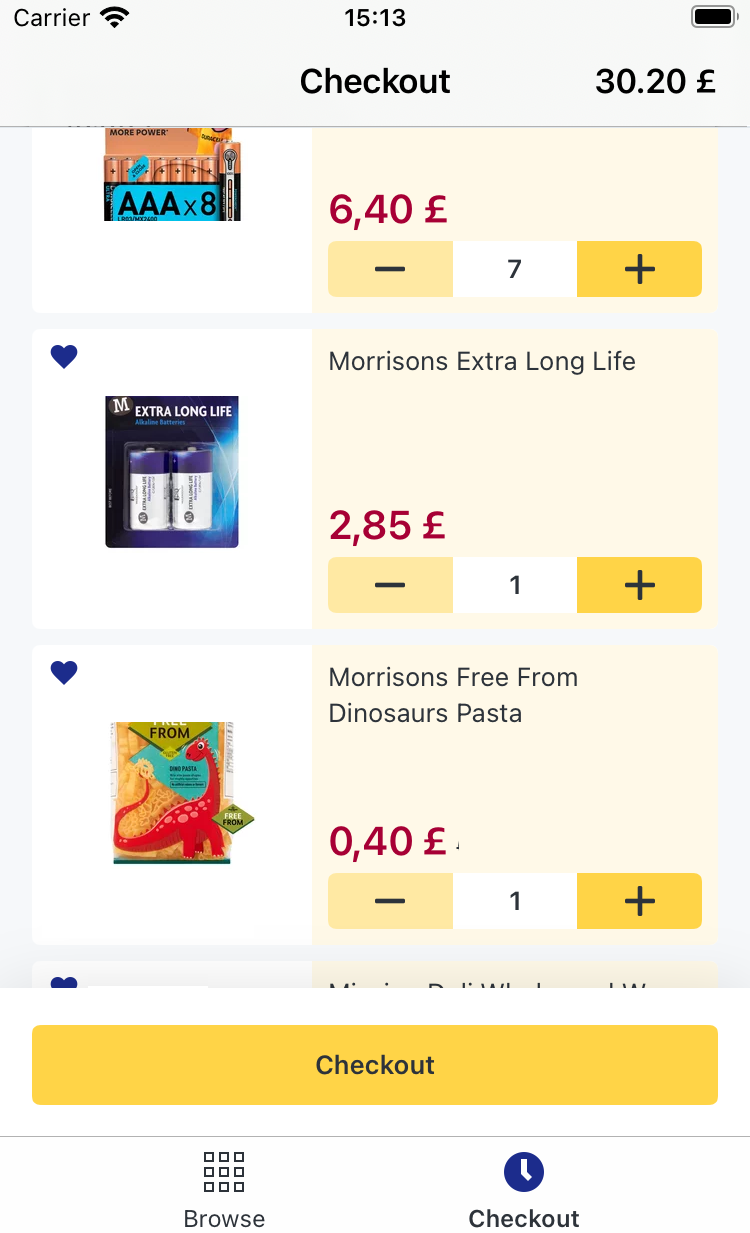 Carrier
15:13
Checkout
30.20 £
MORE POWER*
DURACELL
AAA x8
LR03/MX2400
6,40 £
7
Morrisons Extra Long Life
M
EXTRA LONG LIFE
Alkaline Batteries
2,85 £
1
Morrisons Free From
Dinosaurs Pasta
FREE
FROM
DINO PASTA
FREE
FROM
0,40 £
1
Checkout
Browse
Checkout